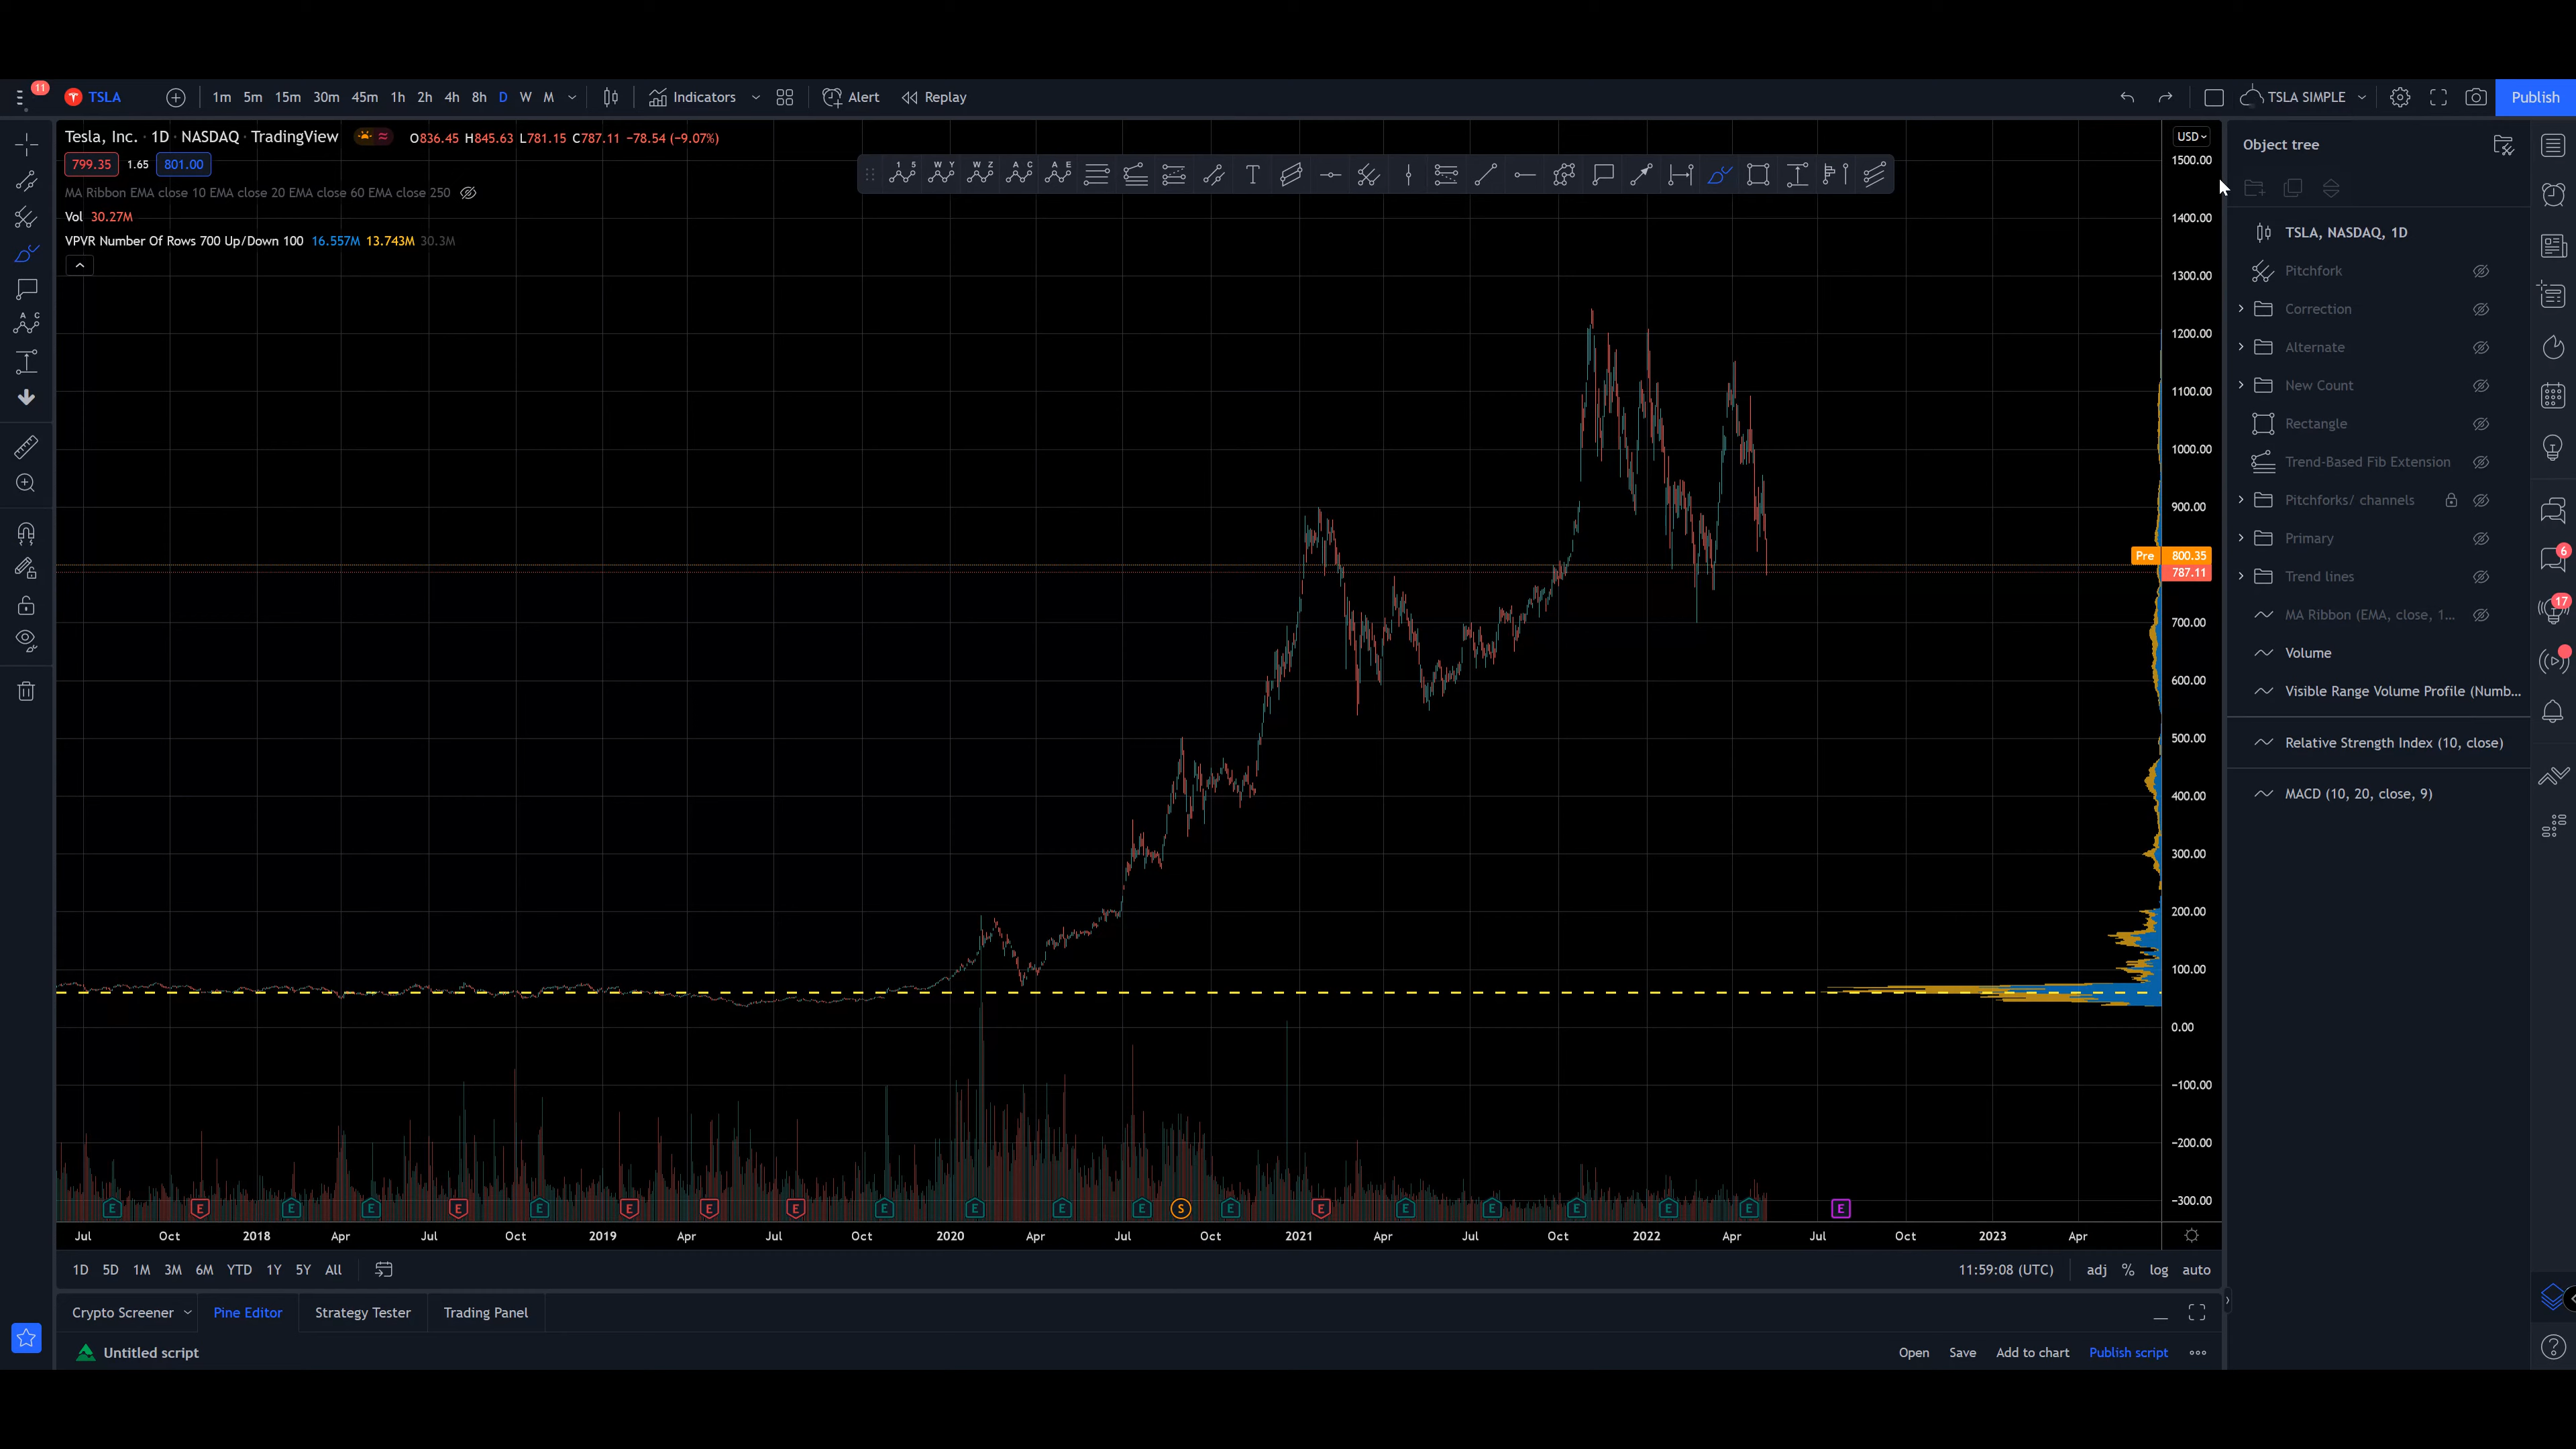 11
TSLA
1m 5m 15m 30m 45m 1h 2h 4h 8h D W M
Indicators
Alert
Replay
TSLA SIMPLE
Publish
Tesla, Inc. · 1D · NASDAQ · TradingView
O836.45 H845.63 L781.15 C787.11 −78.54 (−9.07%)
799.35 1.65 801.00
MA Ribbon EMA close 10 EMA close 20 EMA close 60 EMA close 250
Vol 30.27M
VPVR Number Of Rows 700 Up/Down 100 16.557M 13.743M 30.3M
1 5
W Y
W Z
A C
A E
T
A C
USD
1500.00
1400.00
1300.00
1200.00
1100.00
1000.00
900.00
Pre 800.35
787.11
700.00
600.00
500.00
400.00
300.00
200.00
100.00
0.00
−100.00
−200.00
−300.00
Object tree
TSLA, NASDAQ, 1D
Pitchfork
Correction
Alternate
New Count
Rectangle
Trend-Based Fib Extension
Pitchforks/ channels
Primary
Trend lines
MA Ribbon (EMA, close, 1...
Volume
Visible Range Volume Profile (Numb...
Relative Strength Index (10, close)
MACD (10, 20, close, 9)
6
17
E E E E E E E E E E E E E S E E E E E E E E
Jul Oct 2018 Apr Jul Oct 2019 Apr Jul Oct 2020 Apr Jul Oct 2021 Apr Jul Oct 2022 Apr Jul Oct 2023 Apr
1D 5D 1M 3M 6M YTD 1Y 5Y All
11:59:08 (UTC)
adj % log auto
Crypto Screener
Pine Editor
Strategy Tester
Trading Panel
Untitled script
Open Save Add to chart Publish script